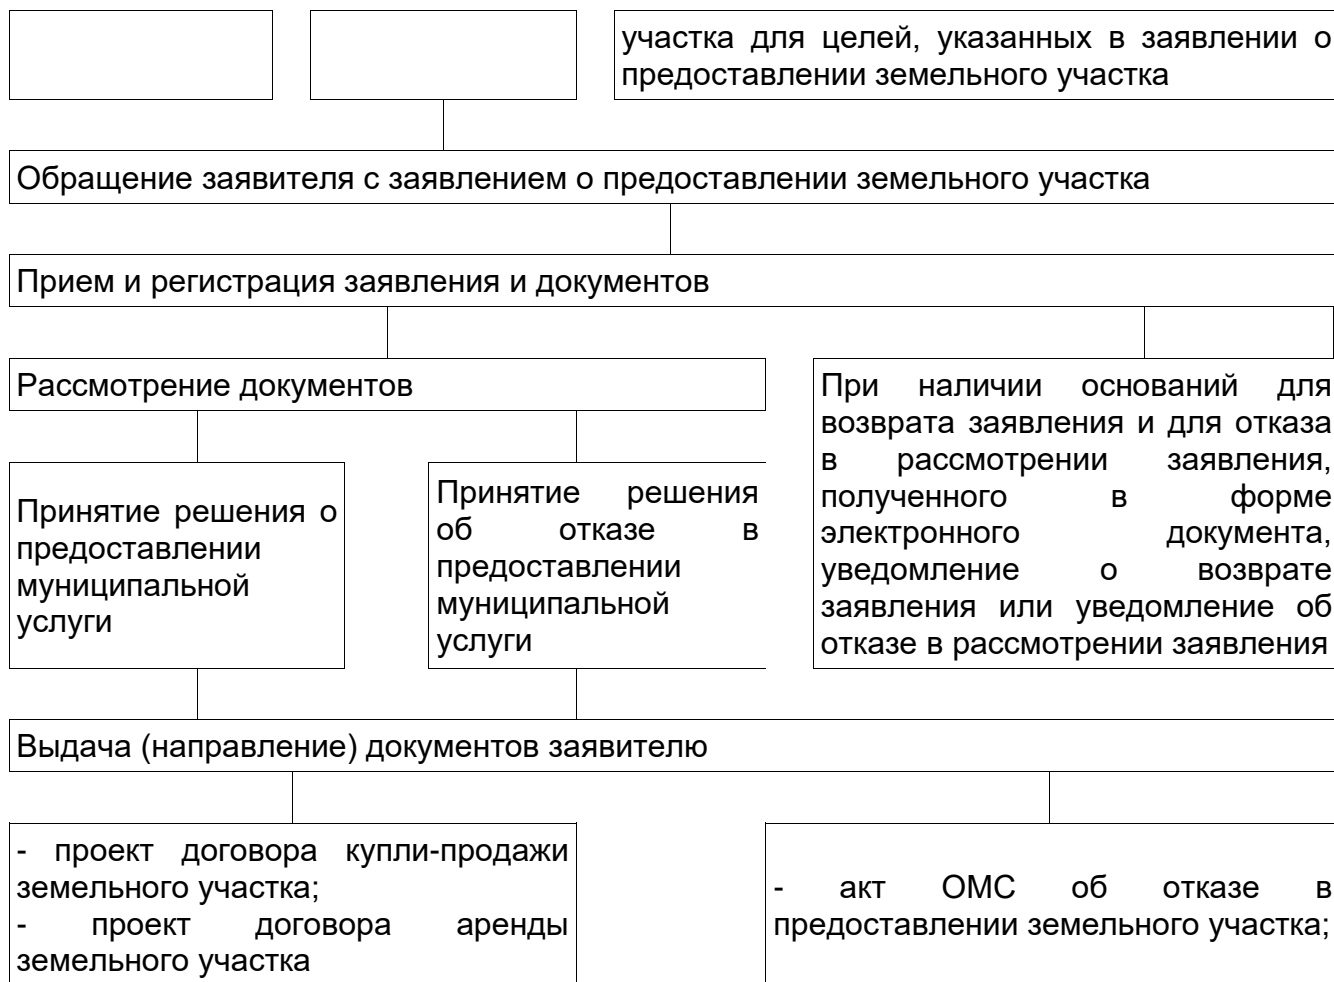 участка для целей, указанных в заявлении о
предоставлении земельного участка
Обращение заявителя с заявлением о предоставлении земельного участка
Прием и регистрация заявления и документов
Рассмотрение документов
Принятие решения о
предоставлении
муниципальной
услуги
Принятие решения
об отказе в
предоставлении
муниципальной
услуги
При наличии оснований для
возврата заявления и для отказа
в рассмотрении заявления,
полученного в форме
электронного документа,
уведомление о возврате
заявления или уведомление об
отказе в рассмотрении заявления
Выдача (направление) документов заявителю
- проект договора купли-продажи
земельного участка;
- проект договора аренды
земельного участка
- акт ОМС об отказе в
предоставлении земельного участка;